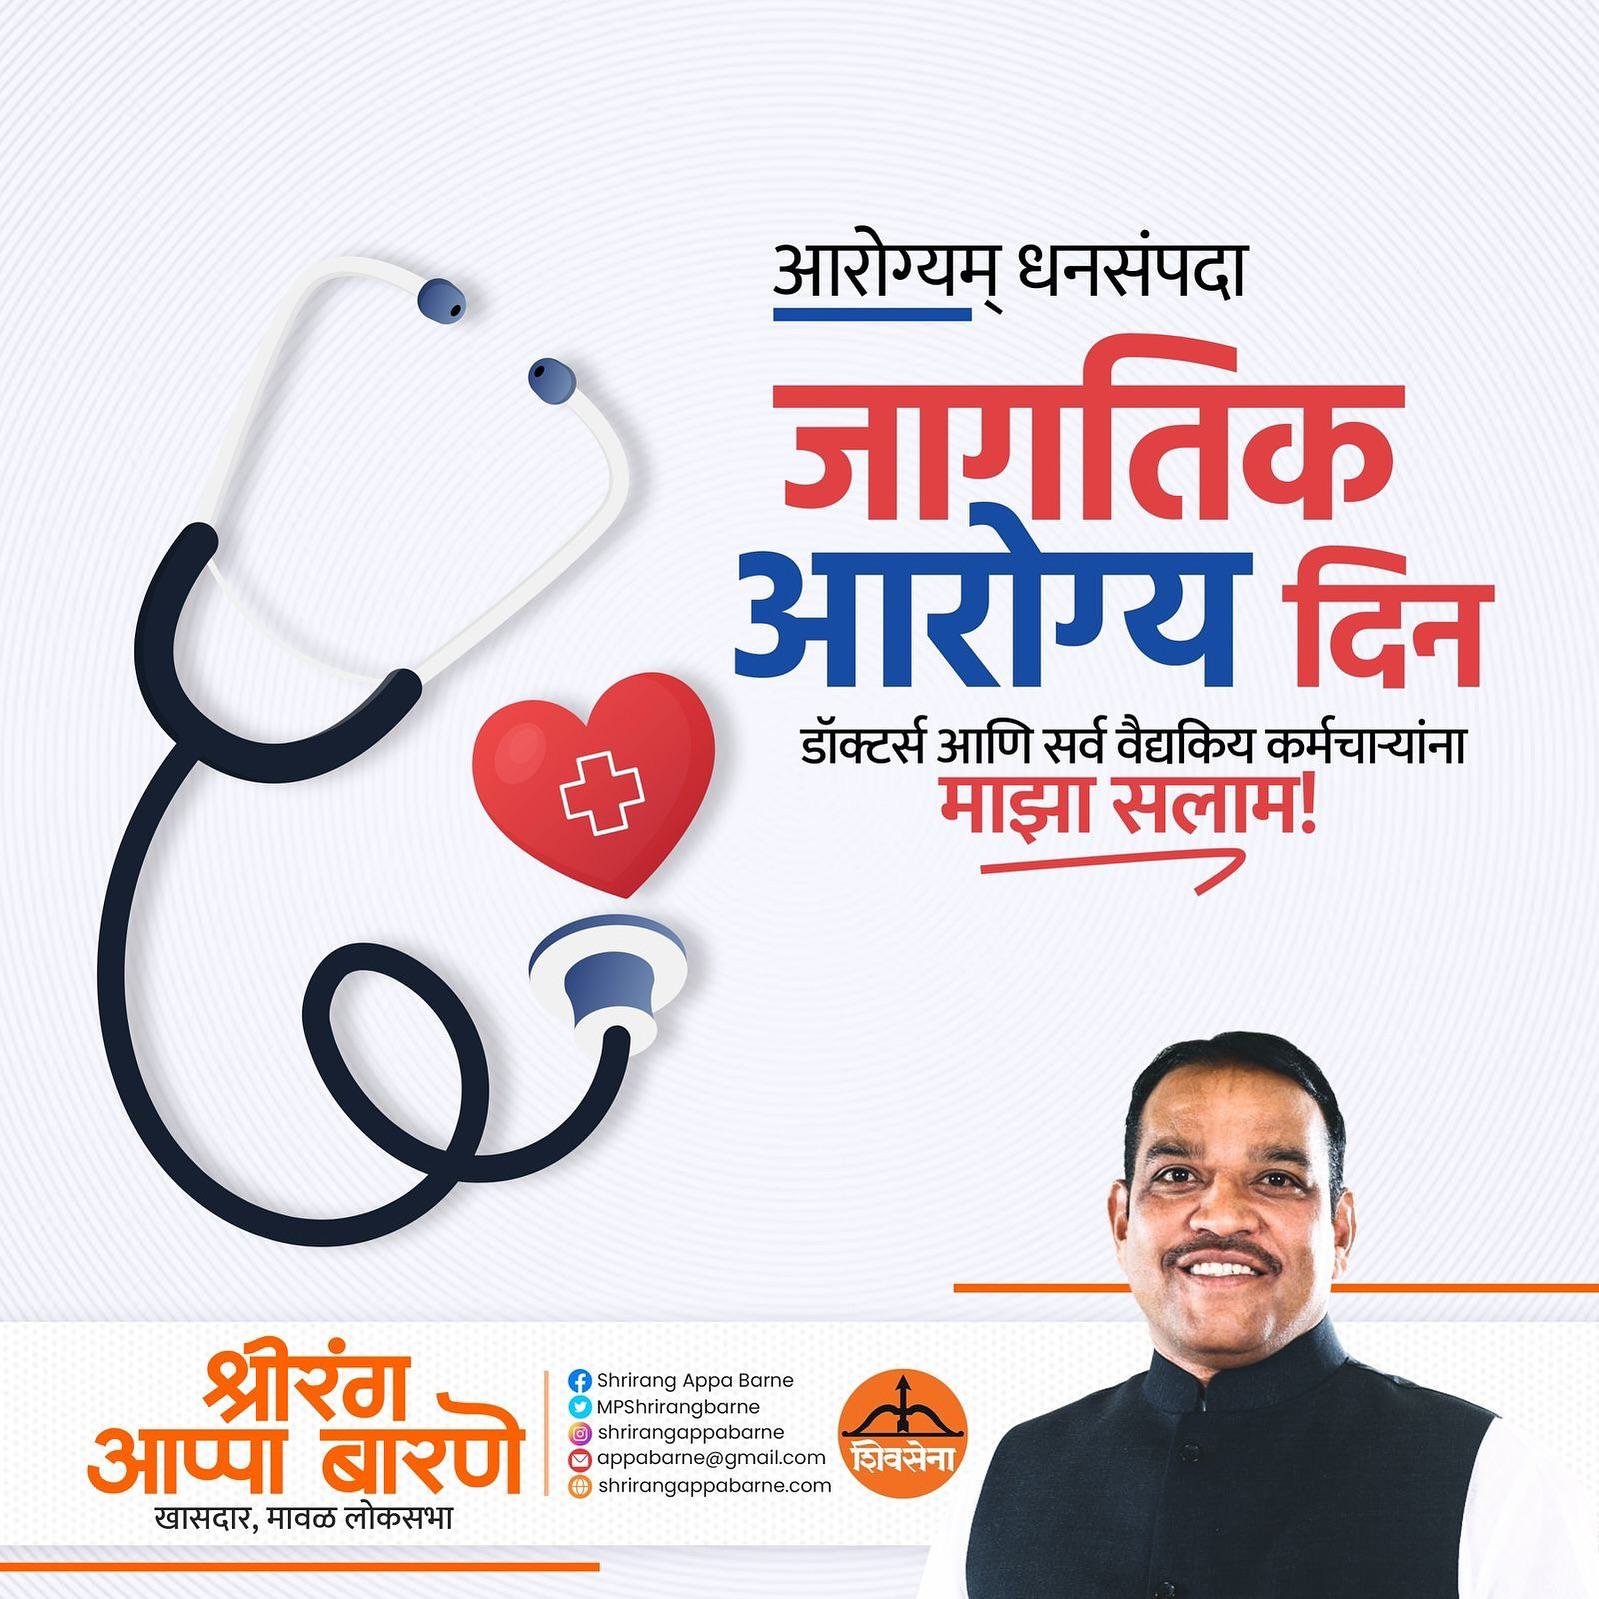 आरोग्यम् धनसंपदा
जागतिक
आरोग्य दिन
डॉक्टर्स आणि सर्व वैद्यकिय कर्मचाऱ्यांना
माझा सलाम!
श्रीरंग
आप्पा बारणे
खासदार, मावळ लोकसभा
Shrirang Appa Barne
MPShrirangbarne
shrirangappabarne
appabarne@gmail.com
shrirangappabarne.com
शिवसेना